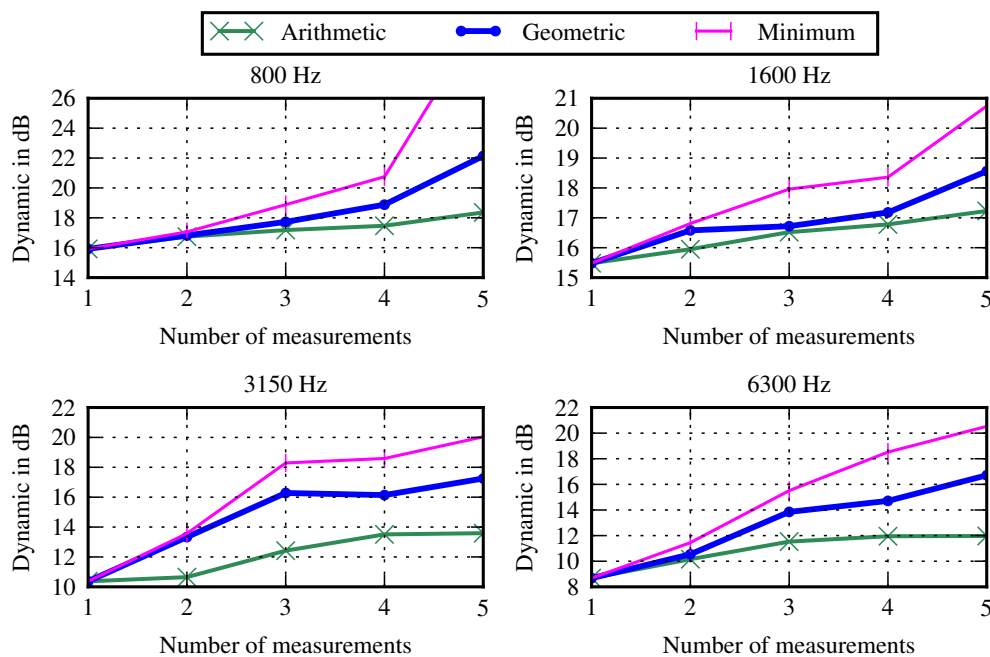 Arithmetic Geometric Minimum
800 Hz
Dynamic in dB
26
24
22
20
18
16
14
1 2 3 4 5
Number of measurements
1600 Hz
Dynamic in dB
21
20
19
18
17
16
15
1 2 3 4 5
Number of measurements
3150 Hz
Dynamic in dB
22
20
18
16
14
12
10
1 2 3 4 5
Number of measurements
6300 Hz
Dynamic in dB
22
20
18
16
14
12
10
8
1 2 3 4 5
Number of measurements